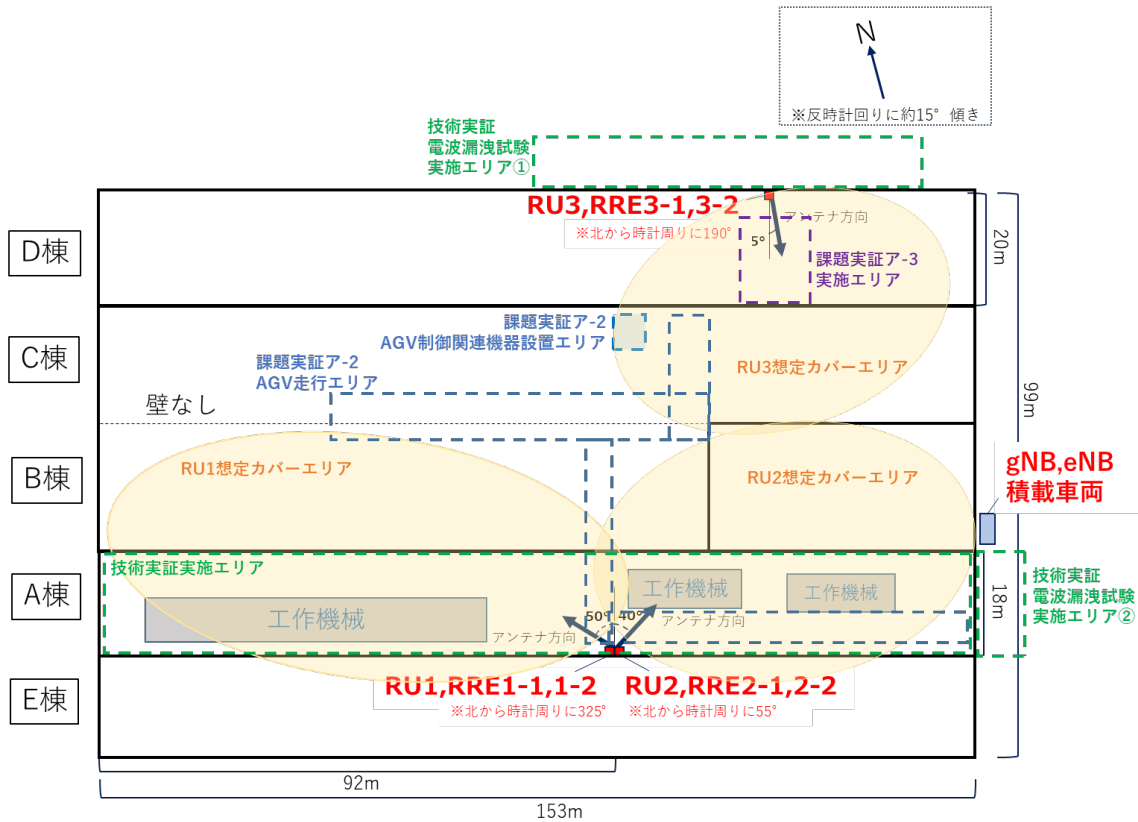 N
※反時計回りに約15° 傾き
技術実証
電波漏洩試験
実施エリア①
RU3,RRE3-1,3-2
アンテナ方向
※北から時計周りに190°
5°
20m
D棟
課題実証ア-3
実施エリア
課題実証ア-2
AGV制御関連機器設置エリア
C棟
課題実証ア-2
AGV走行エリア
RU3想定カバーエリア
99m
壁なし
RU1想定カバーエリア
RU2想定カバーエリア
gNB,eNB
積載車両
B棟
技術実証実施エリア
技術実証
電波漏洩試験
実施エリア②
A棟
工作機械
工作機械
工作機械
18m
50°
40°
アンテナ方向
アンテナ方向
RU1,RRE1-1,1-2
RU2,RRE2-1,2-2
E棟
※北から時計周りに325°
※北から時計周りに55°
92m
153m